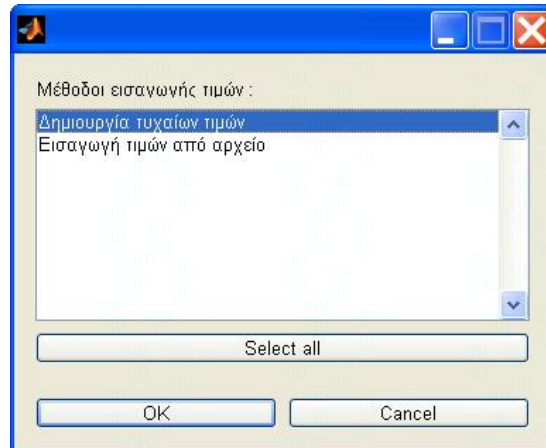 Μέθοδοι εισαγωγής τιμών :
Δημιουργία τυχαίων τιμών
Εισαγωγή τιμών από αρχείο
Select all
OK
Cancel